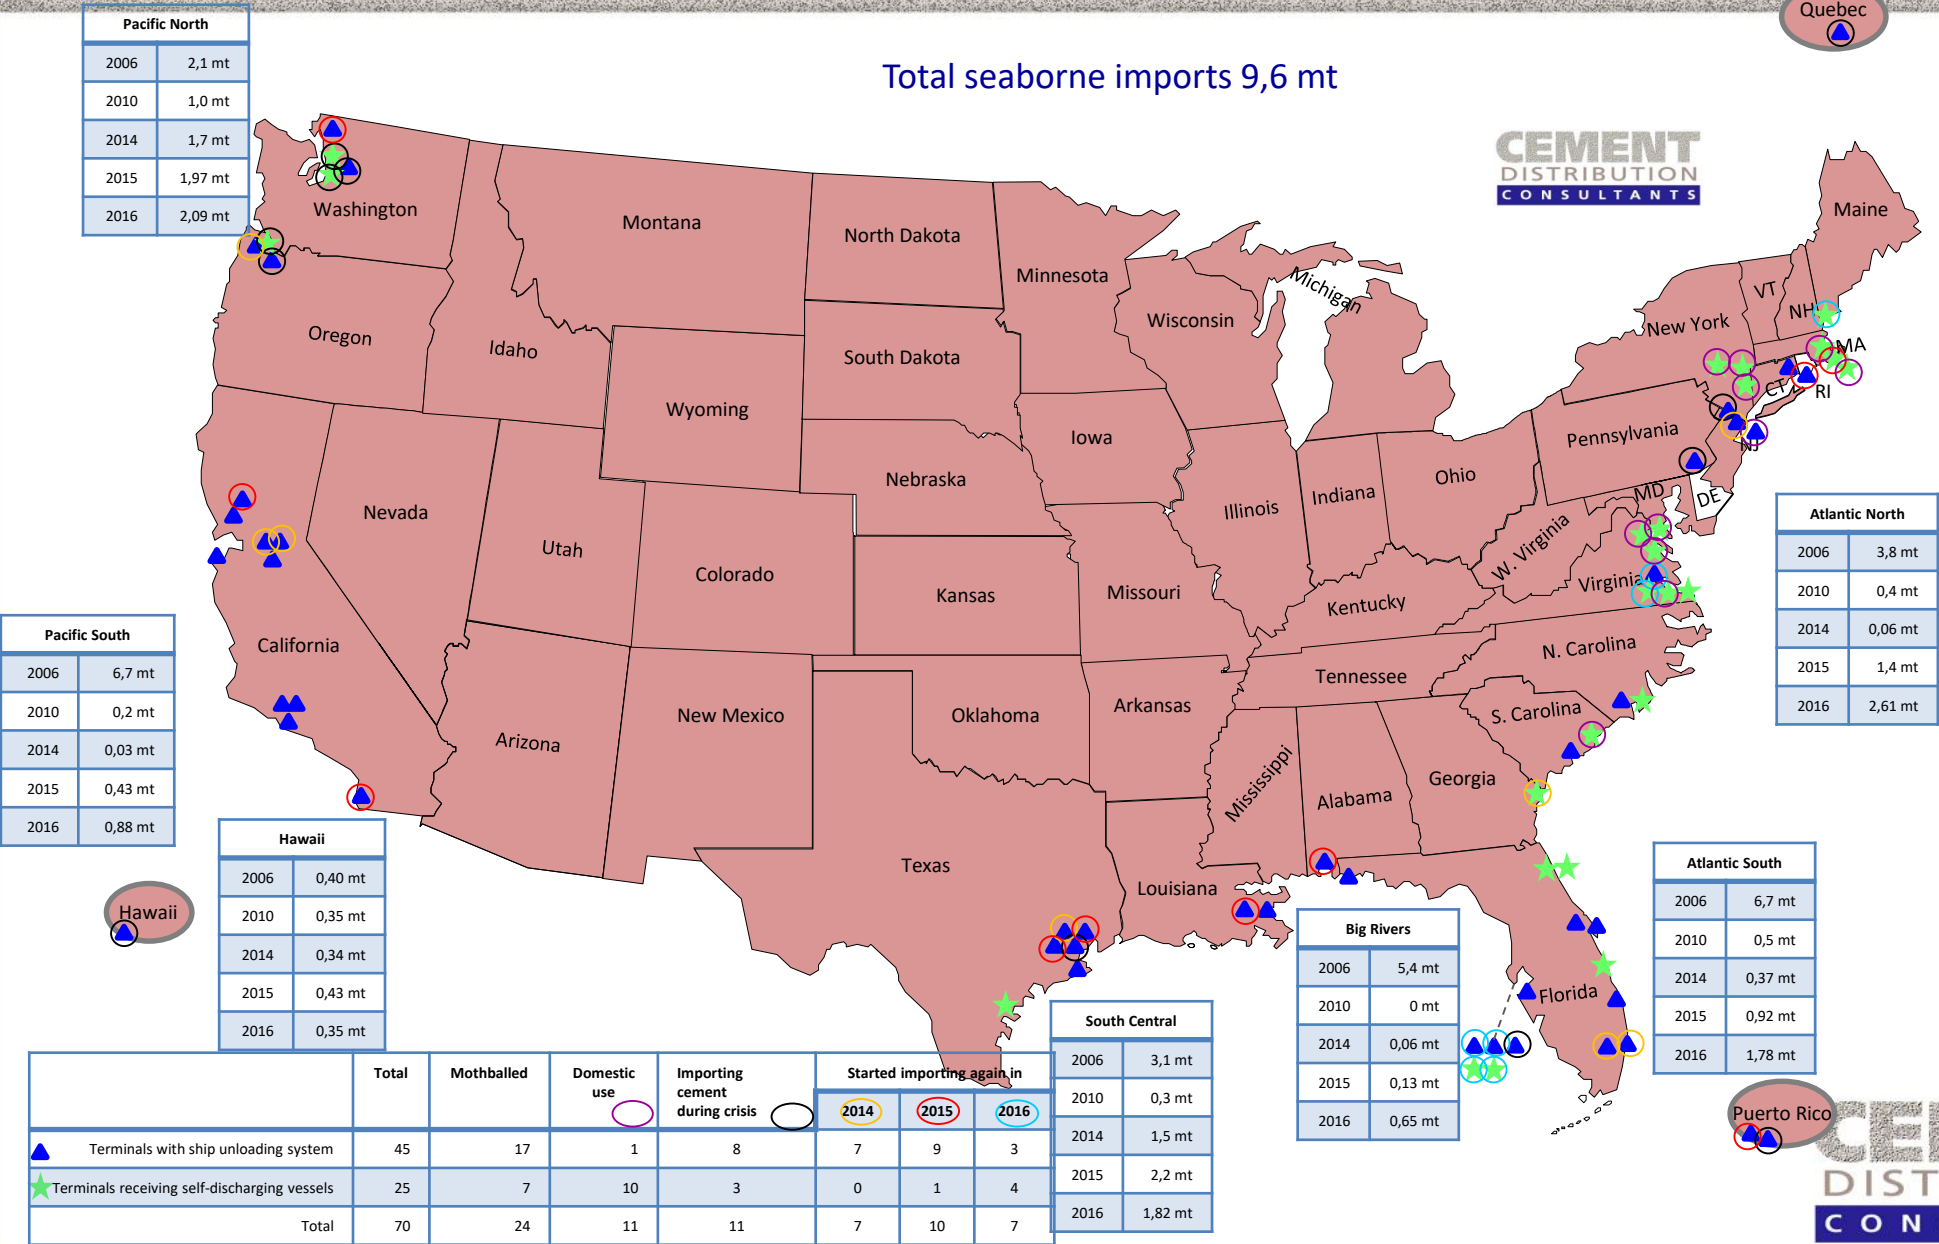 Quebec
Total seaborne imports 9,6 mt
Pacific North
2006 2,1 mt
2010 1,0 mt
2014 1,7 mt
2015 1,97 mt
2016 2,09 mt
CEMENT
DISTRIBUTION
CONSULTANTS
Washington
Montana
North Dakota
Minnesota
Michigan
Maine
VT
NH
New York
MA
Wisconsin
Oregon
Idaho
South Dakota
Wyoming
CT
RI
Iowa
Pennsylvania
NJ
Nebraska
Ohio
Indiana
Illinois
MD
DE
Nevada
Utah
Colorado
W. Virginia
Virginia
Kansas
Missouri
Kentucky
Atlantic North
2006 3,8 mt
2010 0,4 mt
2014 0,06 mt
2015 1,4 mt
2016 2,61 mt
Pacific South
2006 6,7 mt
2010 0,2 mt
2014 0,03 mt
2015 0,43 mt
2016 0,88 mt
California
N. Carolina
Tennessee
Arizona
New Mexico
Oklahoma
Arkansas
S. Carolina
Mississippi
Alabama
Georgia
Hawaii
2006 0,40 mt
2010 0,35 mt
2014 0,34 mt
2015 0,43 mt
2016 0,35 mt
Hawaii
Texas
Louisiana
Florida
Big Rivers
2006 5,4 mt
2010 0 mt
2014 0,06 mt
2015 0,13 mt
2016 0,65 mt
Atlantic South
2006 6,7 mt
2010 0,5 mt
2014 0,37 mt
2015 0,92 mt
2016 1,78 mt
South Central
2006 3,1 mt
2010 0,3 mt
2014 1,5 mt
2015 2,2 mt
2016 1,82 mt
Puerto Rico
Total Mothballed Domestic use Importing cement during crisis Started importing again in
2014 2015 2016
Terminals with ship unloading system 45 17 1 8 7 9 3
Terminals receiving self-discharging vessels 25 7 10 3 0 1 4
Total 70 24 11 11 7 10 7
CE
DIST
CON